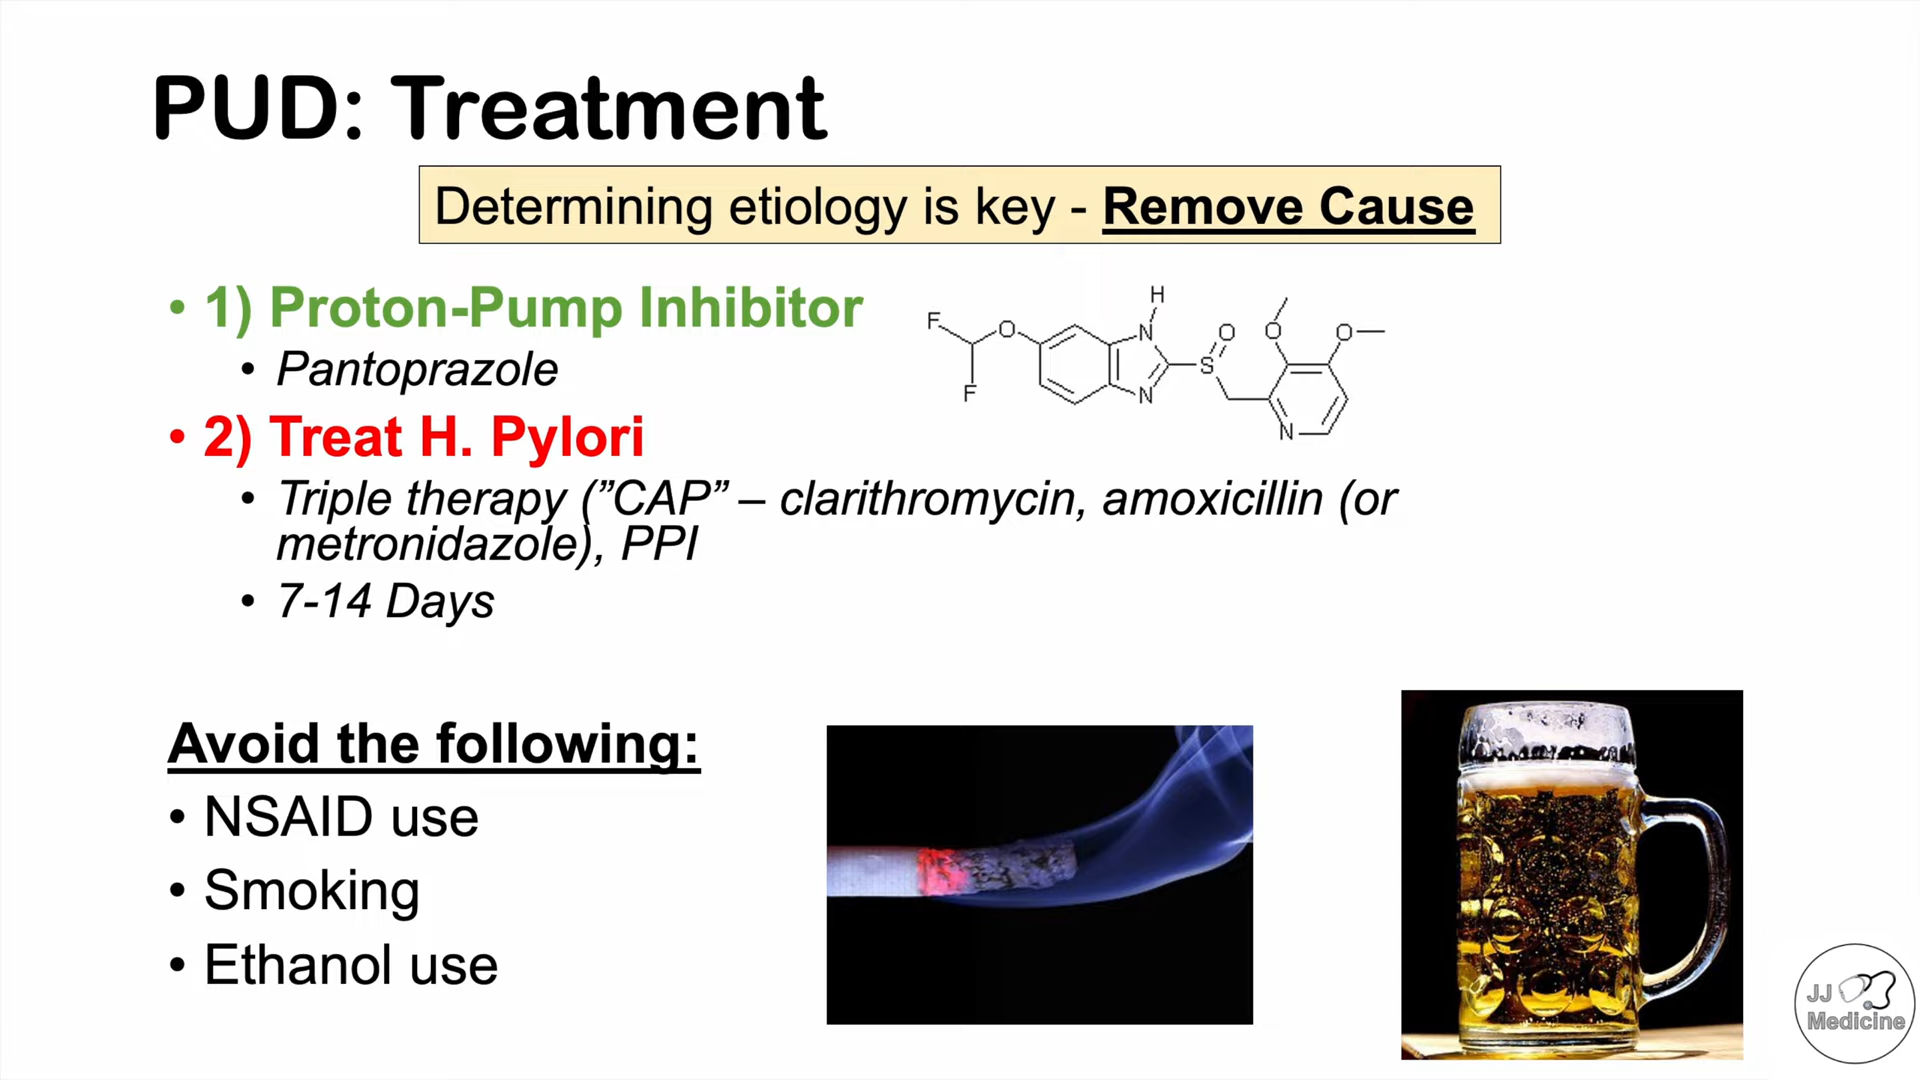 PUD: Treatment
Determining etiology is key - Remove Cause
• 1) Proton-Pump Inhibitor
• Pantoprazole
• 2) Treat H. Pylori
• Triple therapy (”CAP” – clarithromycin, amoxicillin (or
metronidazole), PPI
• 7-14 Days
H
F
O
N
O
O
O
S
F
N
N
Avoid the following:
• NSAID use
• Smoking
• Ethanol use
JJ
Medicine